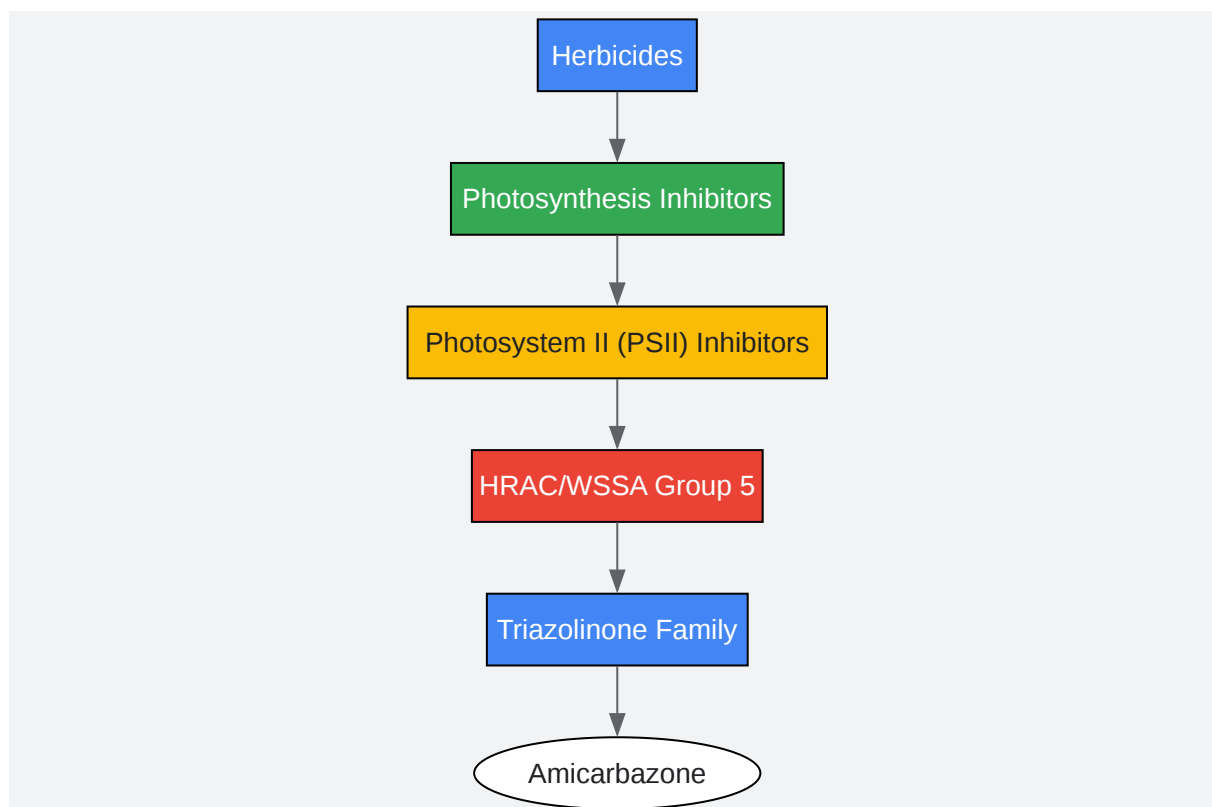 Herbicides
Photosynthesis Inhibitors
Photosystem II (PSII) Inhibitors
HRAC/WSSA Group 5
Triazolinone Family
Amicarbazone